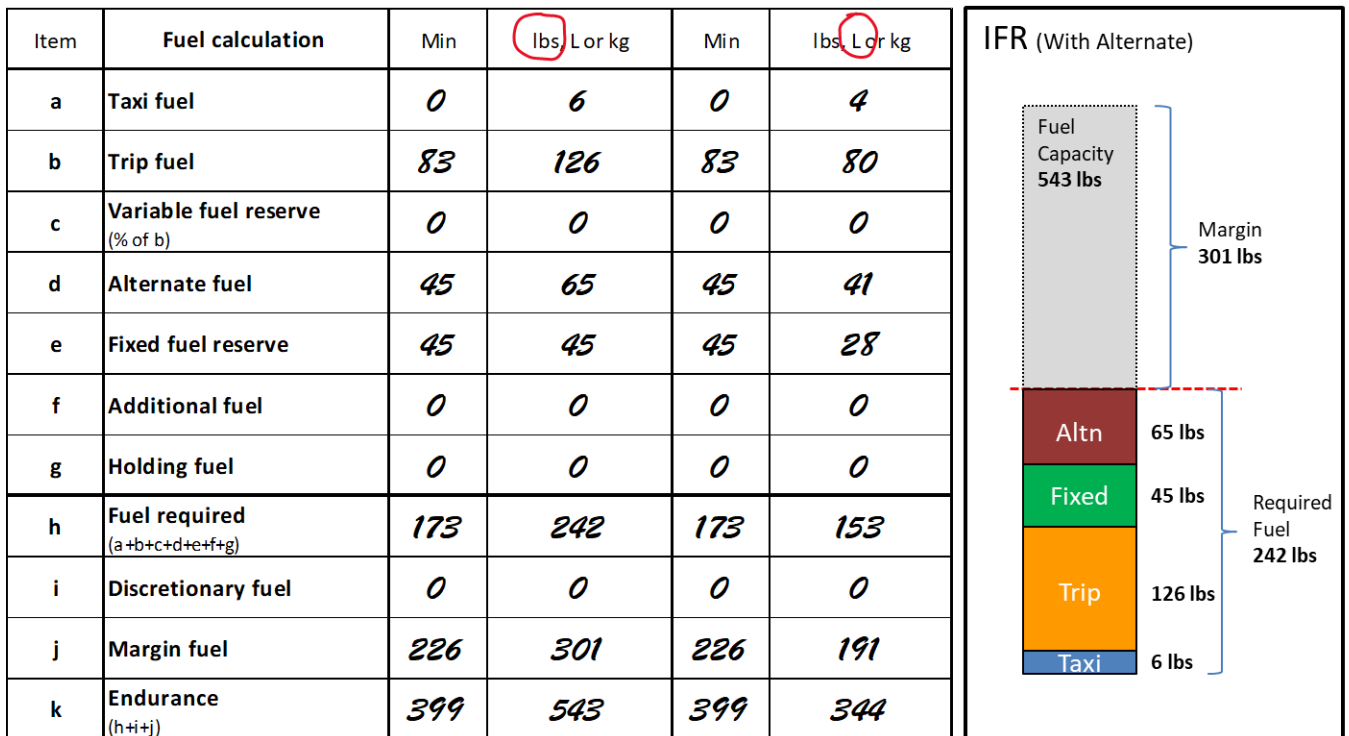 Item Fuel calculation Min lbs, L or kg Min lbs, L or kg
a Taxi fuel 0 6 0 4
b Trip fuel 83 126 83 80
c Variable fuel reserve (% of b) 0 0 0 0
d Alternate fuel 45 65 45 41
e Fixed fuel reserve 45 45 45 28
f Additional fuel 0 0 0 0
g Holding fuel 0 0 0 0
h Fuel required (a+b+c+d+e+f+g) 173 242 173 153
i Discretionary fuel 0 0 0 0
j Margin fuel 226 301 226 191
k Endurance (h+i+j) 399 543 399 344
IFR (With Alternate)
Fuel
Capacity
543 lbs
Margin
301 lbs
Altn 65 lbs
Fixed 45 lbs
Required
Fuel
242 lbs
Trip 126 lbs
Taxi 6 lbs